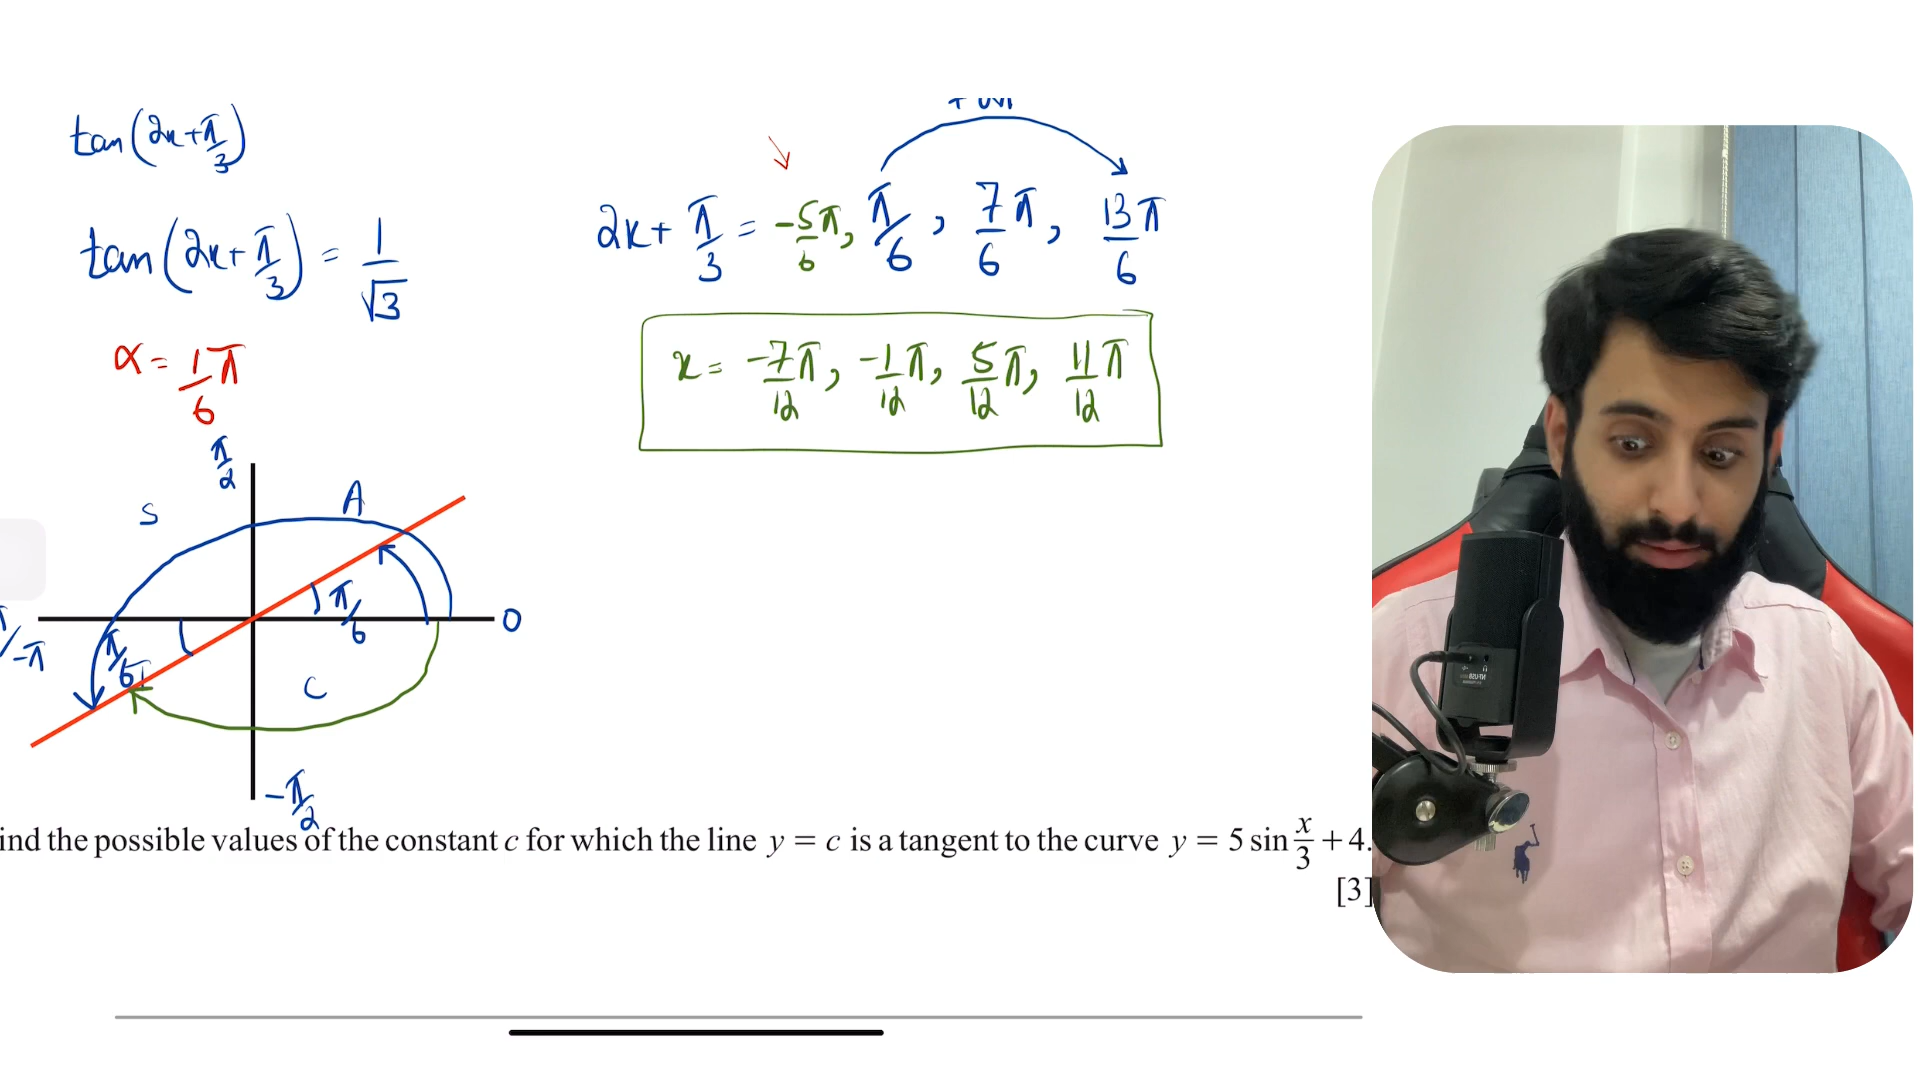 tan(2x+π/3)
tan(2x+π/3) = 1/√3
α = 1/6 π
2x + π/3 = -5/6 π, π/6, 7/6 π, 13/6 π
x = -7/12 π, -1/12 π, 5/12 π, 11/12 π
π/2
S
A
π/6
0
-π
π/6
C
-π/2
ind the possible values of the constant c for which the line y = c is a tangent to the curve y = 5 sin x/3 + 4.
[3]